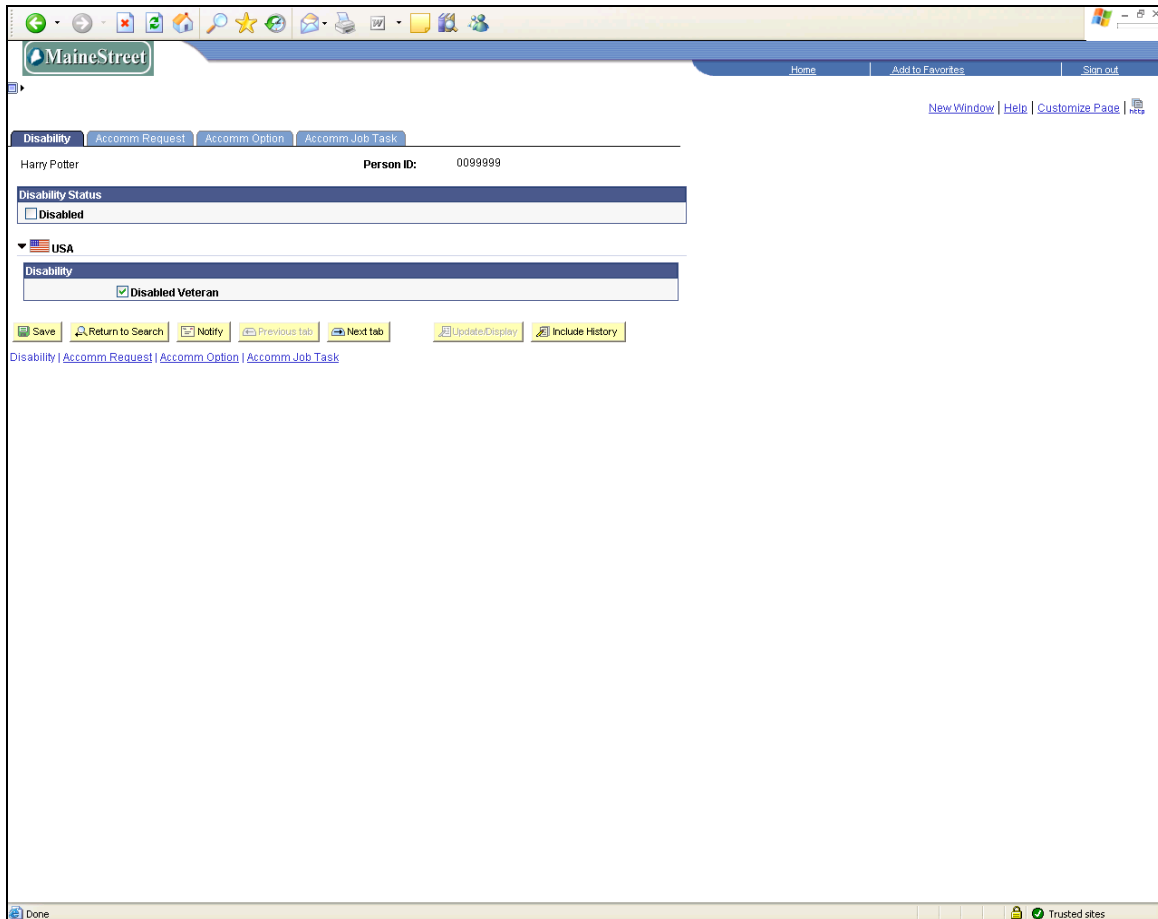 MaineStreet
Home Add to Favorites Sign out
New Window | Help | Customize Page | http
Disability Accomm Request Accomm Option Accomm Job Task
Harry Potter Person ID: 0099999
Disability Status
Disabled
USA
Disability
Disabled Veteran
Save Return to Search Notify Previous tab Next tab Update/Display Include History
Disability | Accomm Request | Accomm Option | Accomm Job Task
Done Trusted sites